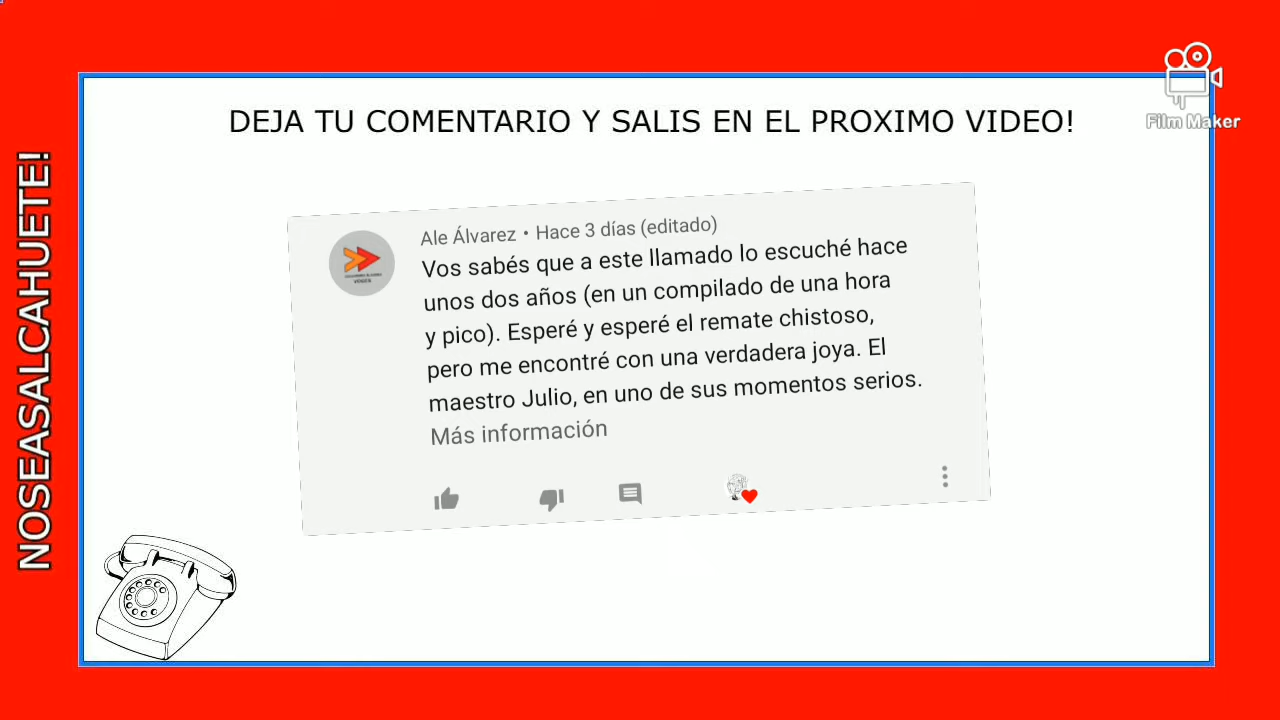 DEJA TU COMENTARIO Y SALIS EN EL PROXIMO VIDEO!
Film Maker
NOSEASALCAHUETE!
Ale Álvarez • Hace 3 días (editado)
Vos sabés que a este llamado lo escuché hace
unos dos años (en un compilado de una hora
y pico). Esperé y esperé el remate chistoso,
pero me encontré con una verdadera joya. El
maestro Julio, en uno de sus momentos serios.
Más información